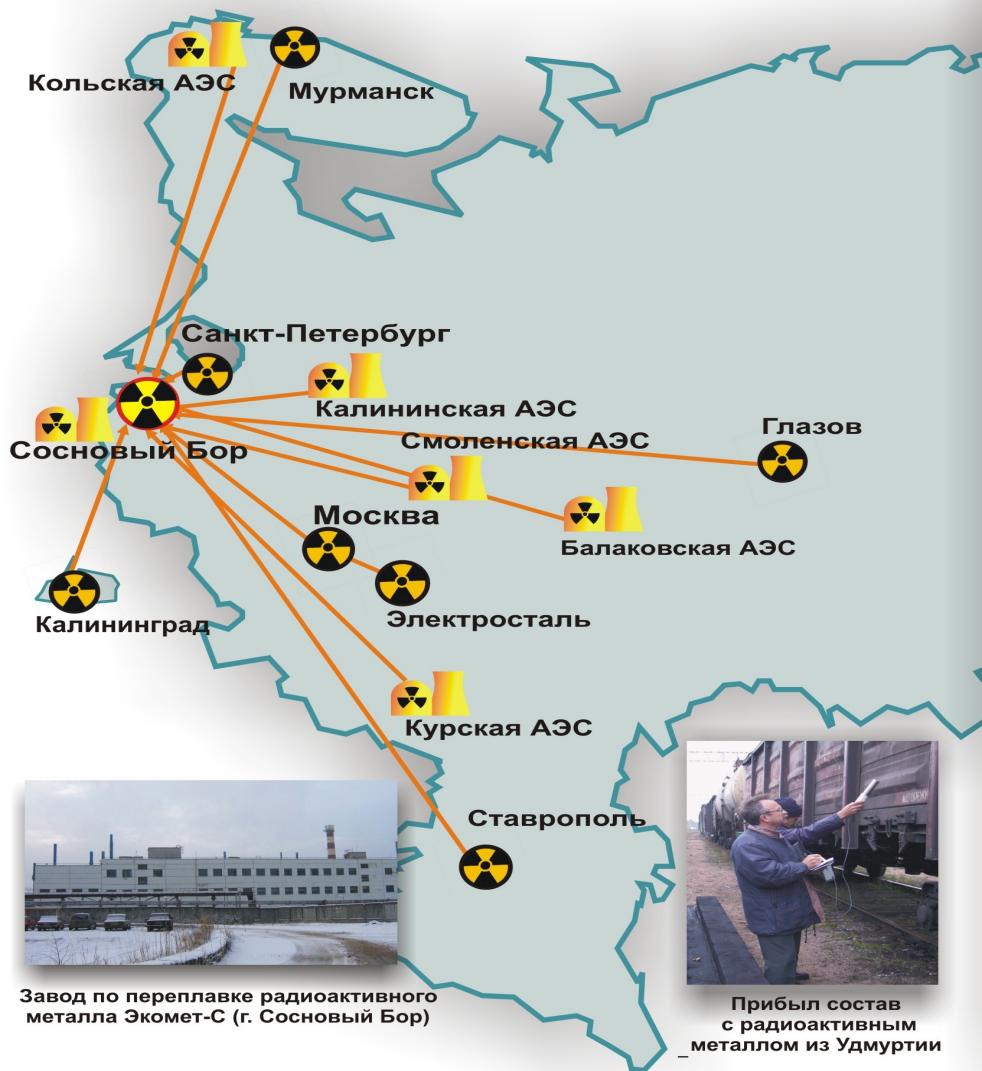 Кольская АЭС
Мурманск
Санкт-Петербург
Калининская АЭС
Глазов
Смоленская АЭС
Сосновый Бор
Москва
Балаковская АЭС
Калининград
Электросталь
Курская АЭС
Ставрополь
Завод по переплавке радиоактивного
металла Экомет-С (г. Сосновый Бор)
Прибыл состав
с радиоактивным
_металлом из Удмуртии